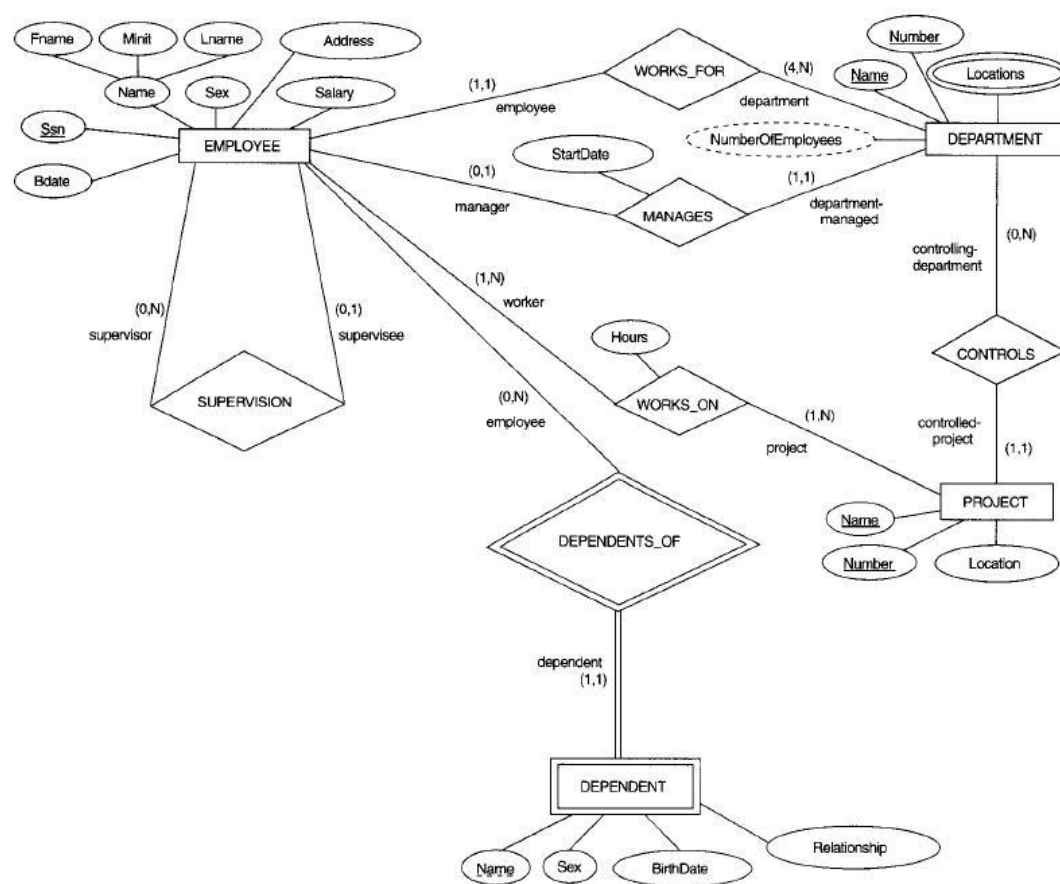 Fname
Minit
Lname
Address
Number
Name
Sex
Salary
WORKS_FOR
(4,N)
Name
Locations
(1,1)
employee
department
Ssn
EMPLOYEE
NumberOfEmployees
DEPARTMENT
StartDate
Bdate
(0,1)
manager
MANAGES
(1,1)
department-
managed
(0,N)
controlling-
department
(1,N)
worker
(0,N)
supervisor
(0,1)
supervisee
Hours
CONTROLS
SUPERVISION
(0,N)
employee
WORKS_ON
(1,N)
project
controlled-
project
(1,1)
PROJECT
Name
Number
Location
DEPENDENTS_OF
dependent
(1,1)
DEPENDENT
Name
Sex
BirthDate
Relationship